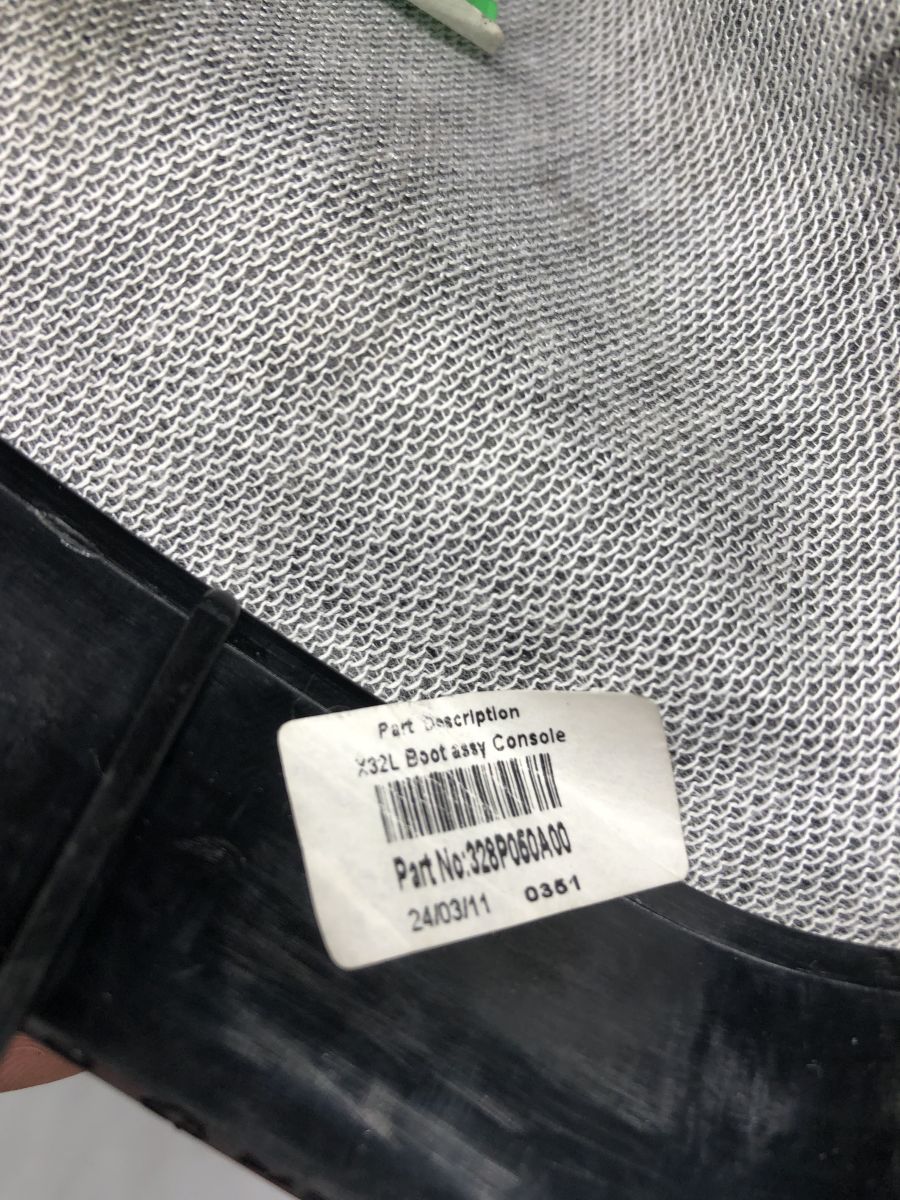 Part Description
X32L Boot assy Console
Part No:328P060A00
24/03/11 0351